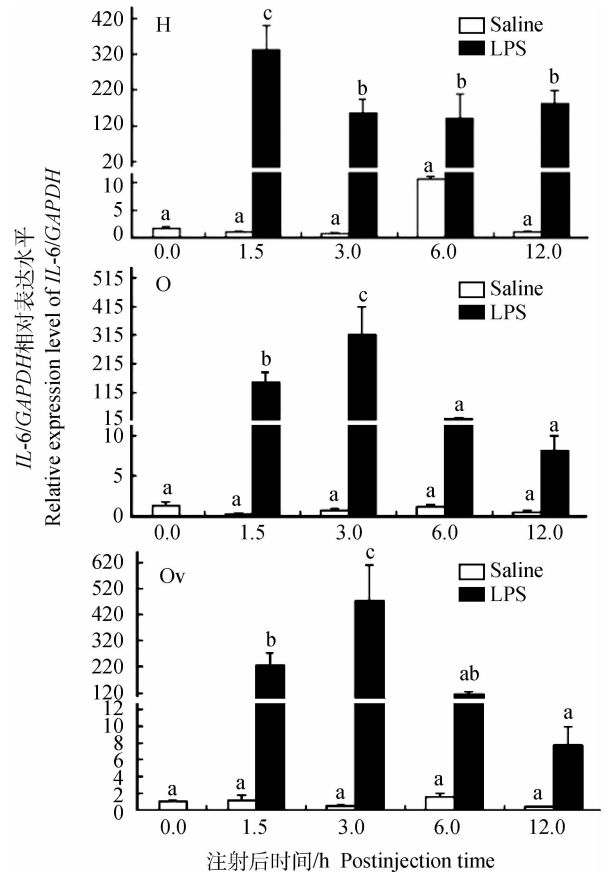 IL-6/GAPDH相对表达水平
Relative expression level of IL-6/GAPDH
H
Saline
LPS
420
320
220
120
20
10
5
0
a
a
c
a
b
a
b
a
b
0.0 1.5 3.0 6.0 12.0
O
Saline
LPS
515
415
315
215
115
15
10
5
0
a
a
b
a
c
a
a
a
a
0.0 1.5 3.0 6.0 12.0
Ov
Saline
LPS
620
520
420
320
220
120
12
10
8
6
4
2
0
a
a
b
a
c
a
ab
a
a
0.0 1.5 3.0 6.0 12.0
注射后时间/h Postinjection time